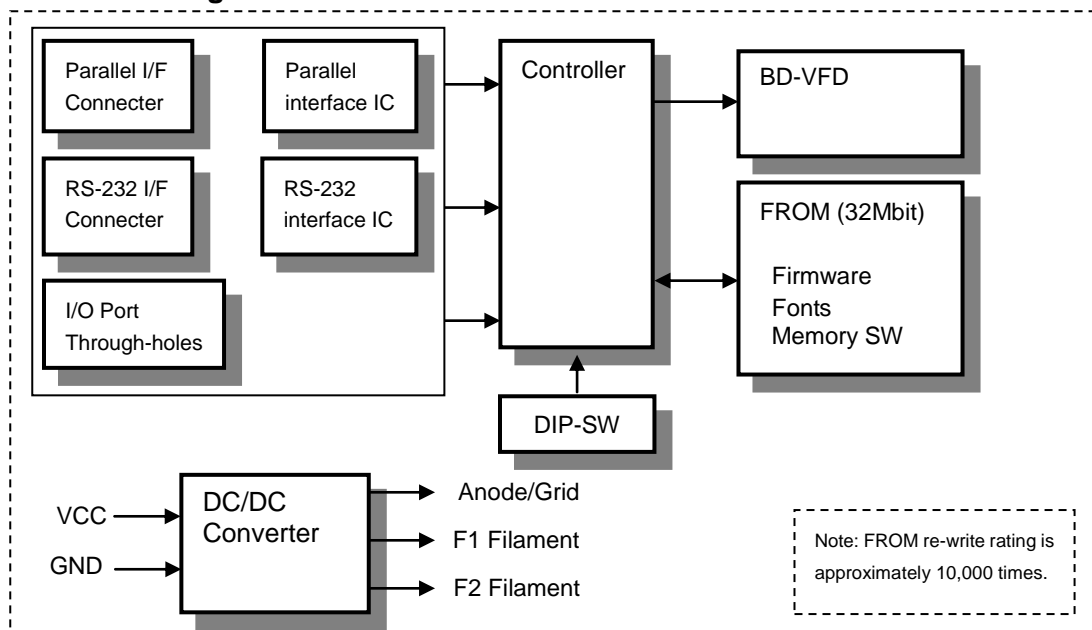 Parallel I/F
Connecter
Parallel
interface IC
RS-232 I/F
Connecter
RS-232
interface IC
I/O Port
Through-holes
Controller
BD-VFD
FROM (32Mbit)
Firmware
Fonts
Memory SW
DIP-SW
VCC
GND
DC/DC
Converter
Anode/Grid
F1 Filament
F2 Filament
Note: FROM re-write rating is
approximately 10,000 times.